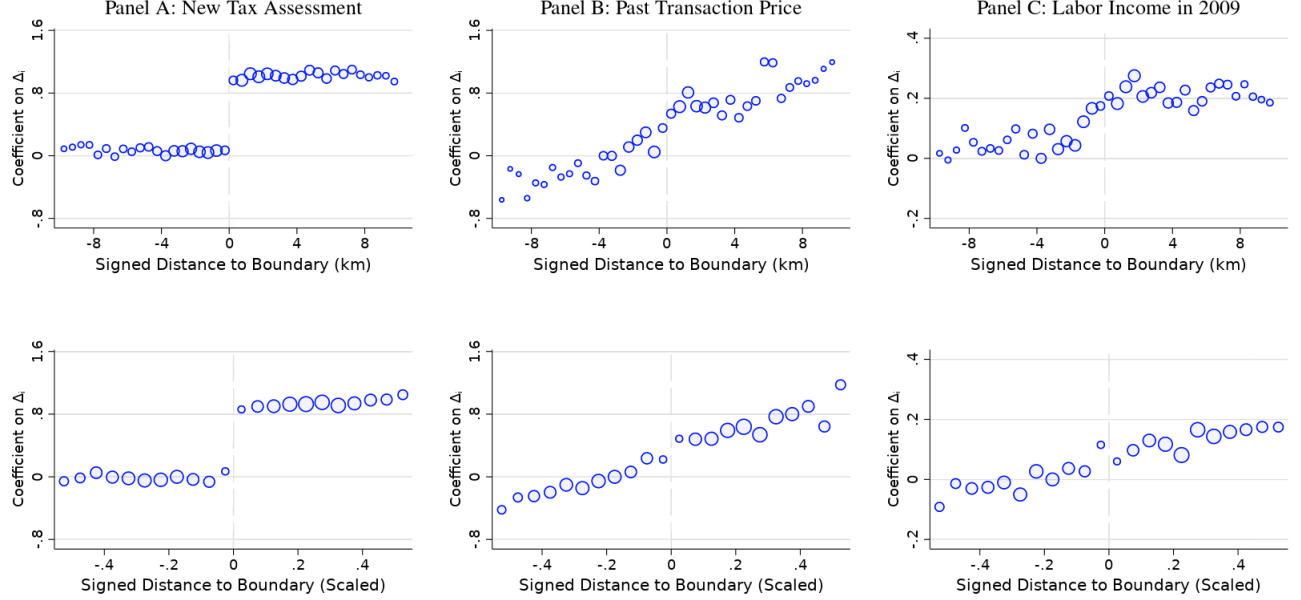 Panel A: New Tax Assessment
Coefficient on Δi
1.6
.8
0
-.8
-8 -4 0 4 8
Signed Distance to Boundary (km)
Panel B: Past Transaction Price
Coefficient on Δi
1.6
.8
0
-.8
-8 -4 0 4 8
Signed Distance to Boundary (km)
Panel C: Labor Income in 2009
Coefficient on Δi
.4
.2
0
-.2
-8 -4 0 4 8
Signed Distance to Boundary (km)
Coefficient on Δi
1.6
.8
0
-.8
-.4 -.2 0 .2 .4
Signed Distance to Boundary (Scaled)
Coefficient on Δi
1.6
.8
0
-.8
-.4 -.2 0 .2 .4
Signed Distance to Boundary (Scaled)
Coefficient on Δi
.4
.2
0
-.2
-.4 -.2 0 .2 .4
Signed Distance to Boundary (Scaled)